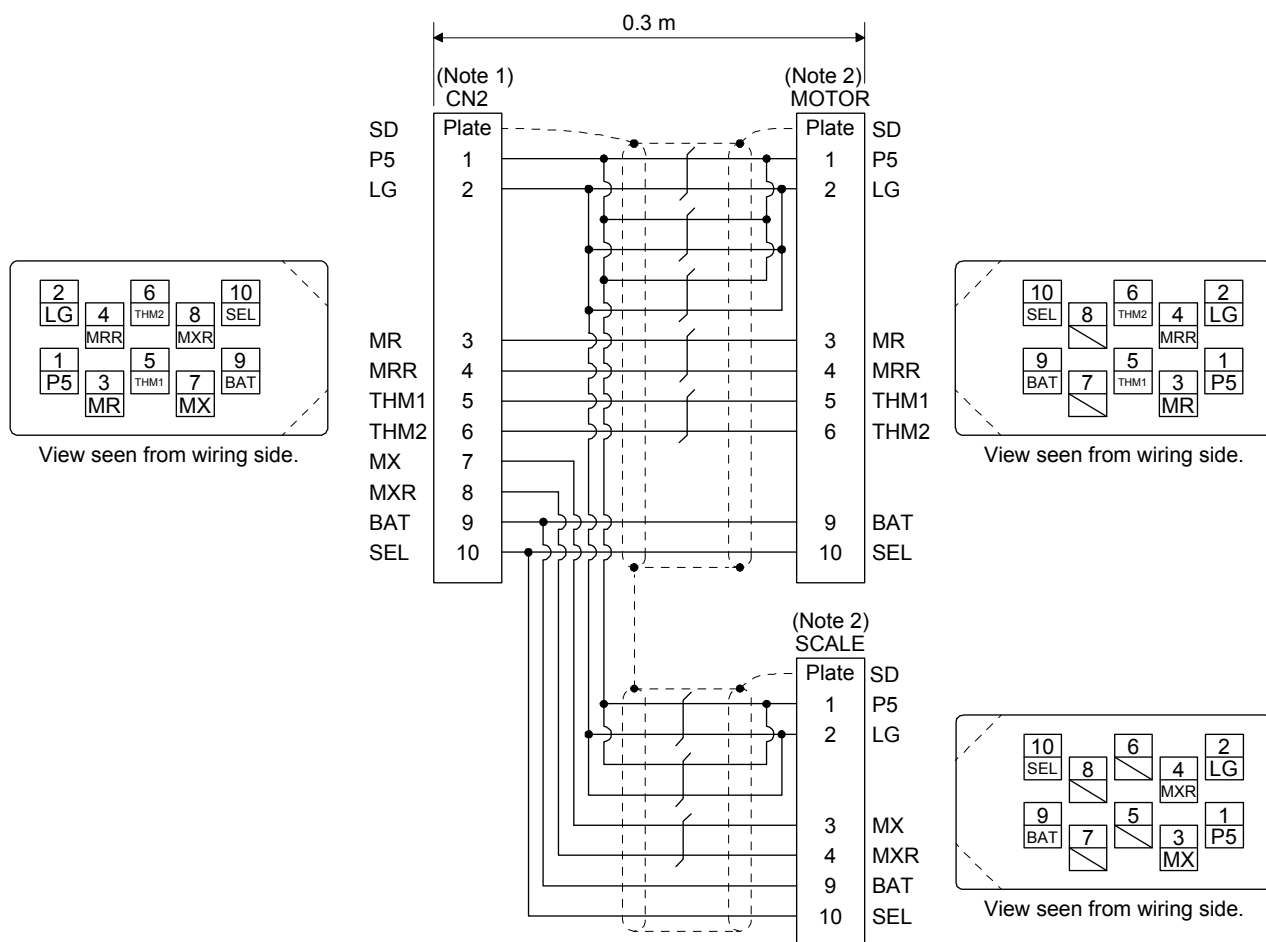 0.3 m
(Note 1)
CN2
(Note 2)
MOTOR
SD Plate Plate SD
P5 1 1 P5
LG 2 2 LG
MR 3 3 MR
MRR 4 4 MRR
THM1 5 5 THM1
THM2 6 6 THM2
MX 7
MXR 8
BAT 9 9 BAT
SEL 10 10 SEL
2 6 10
LG 4 THM2 8 SEL
MRR MXR
1 5 9
P5 3 THM1 7 BAT
MR MX
View seen from wiring side.
10 6 2
SEL 8 THM2 4 LG
MRR
9 5 1
BAT 7 THM1 3 P5
MR
View seen from wiring side.
(Note 2)
SCALE
Plate SD
1 P5
2 LG
3 MX
4 MXR
9 BAT
10 SEL
10 6 2
SEL 8 4 LG
MXR
9 5 1
BAT 7 3 P5
MX
View seen from wiring side.